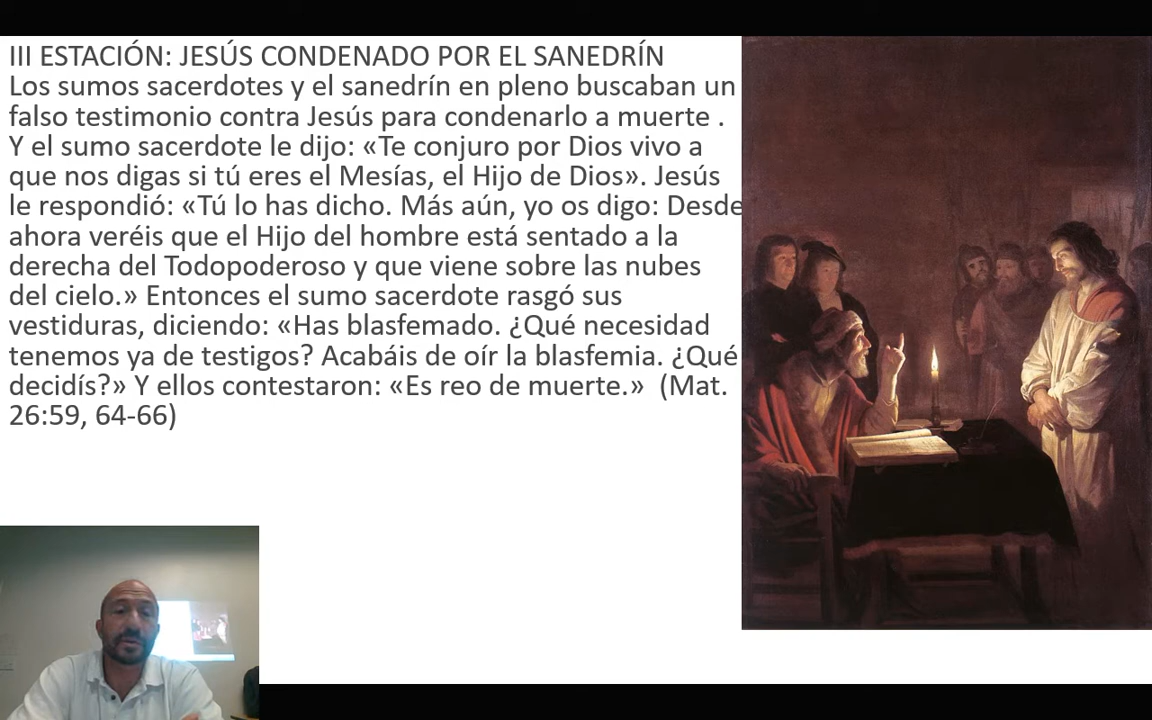 III ESTACIÓN: JESÚS CONDENADO POR EL SANEDRÍN
Los sumos sacerdotes y el sanedrín en pleno buscaban un
falso testimonio contra Jesús para condenarlo a muerte .
Y el sumo sacerdote le dijo: «Te conjuro por Dios vivo a
que nos digas si tú eres el Mesías, el Hijo de Dios». Jesús
le respondió: «Tú lo has dicho. Más aún, yo os digo: Desde
ahora veréis que el Hijo del hombre está sentado a la
derecha del Todopoderoso y que viene sobre las nubes
del cielo.» Entonces el sumo sacerdote rasgó sus
vestiduras, diciendo: «Has blasfemado. ¿Qué necesidad
tenemos ya de testigos? Acabáis de oír la blasfemia. ¿Qué
decidís?» Y ellos contestaron: «Es reo de muerte.»  (Mat.
26:59, 64-66)